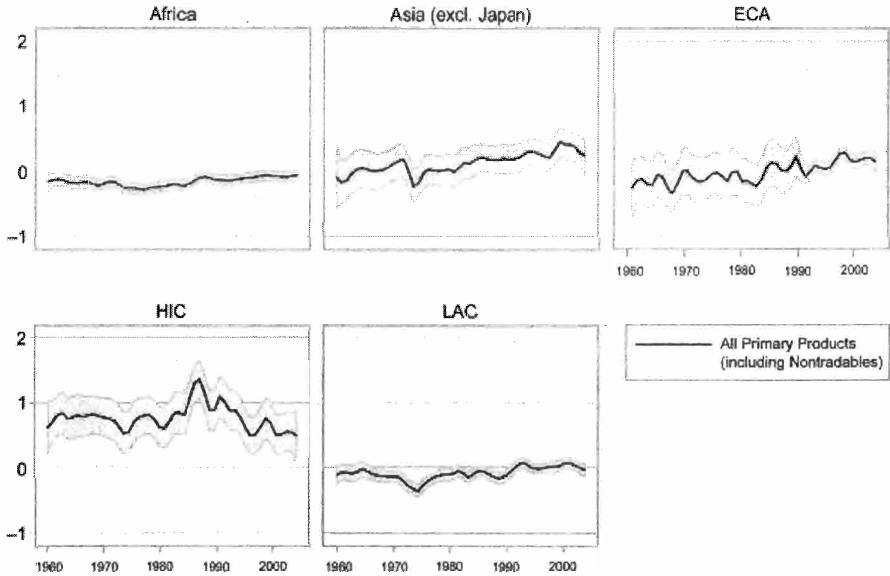 Africa
Asia (excl. Japan)
ECA
2
1
0
–1
1960 1970 1980 1990 2000
HIC
LAC
2
1
0
–1
1960 1970 1980 1990 2000
1960 1970 1980 1990 2000
All Primary Products
(including Nontradables)